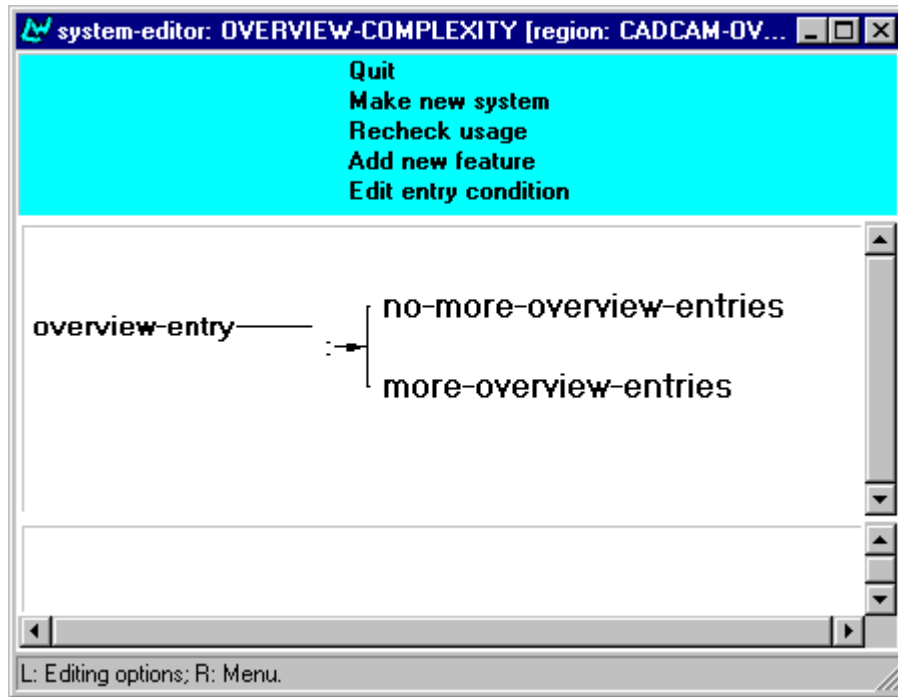 system-editor: OVERVIEW-COMPLEXITY [region: CADCAM-OV...
Quit
Make new system
Recheck usage
Add new feature
Edit entry condition
no-more-overview-entries
overview-entry
:
more-overview-entries
L: Editing options; R: Menu.